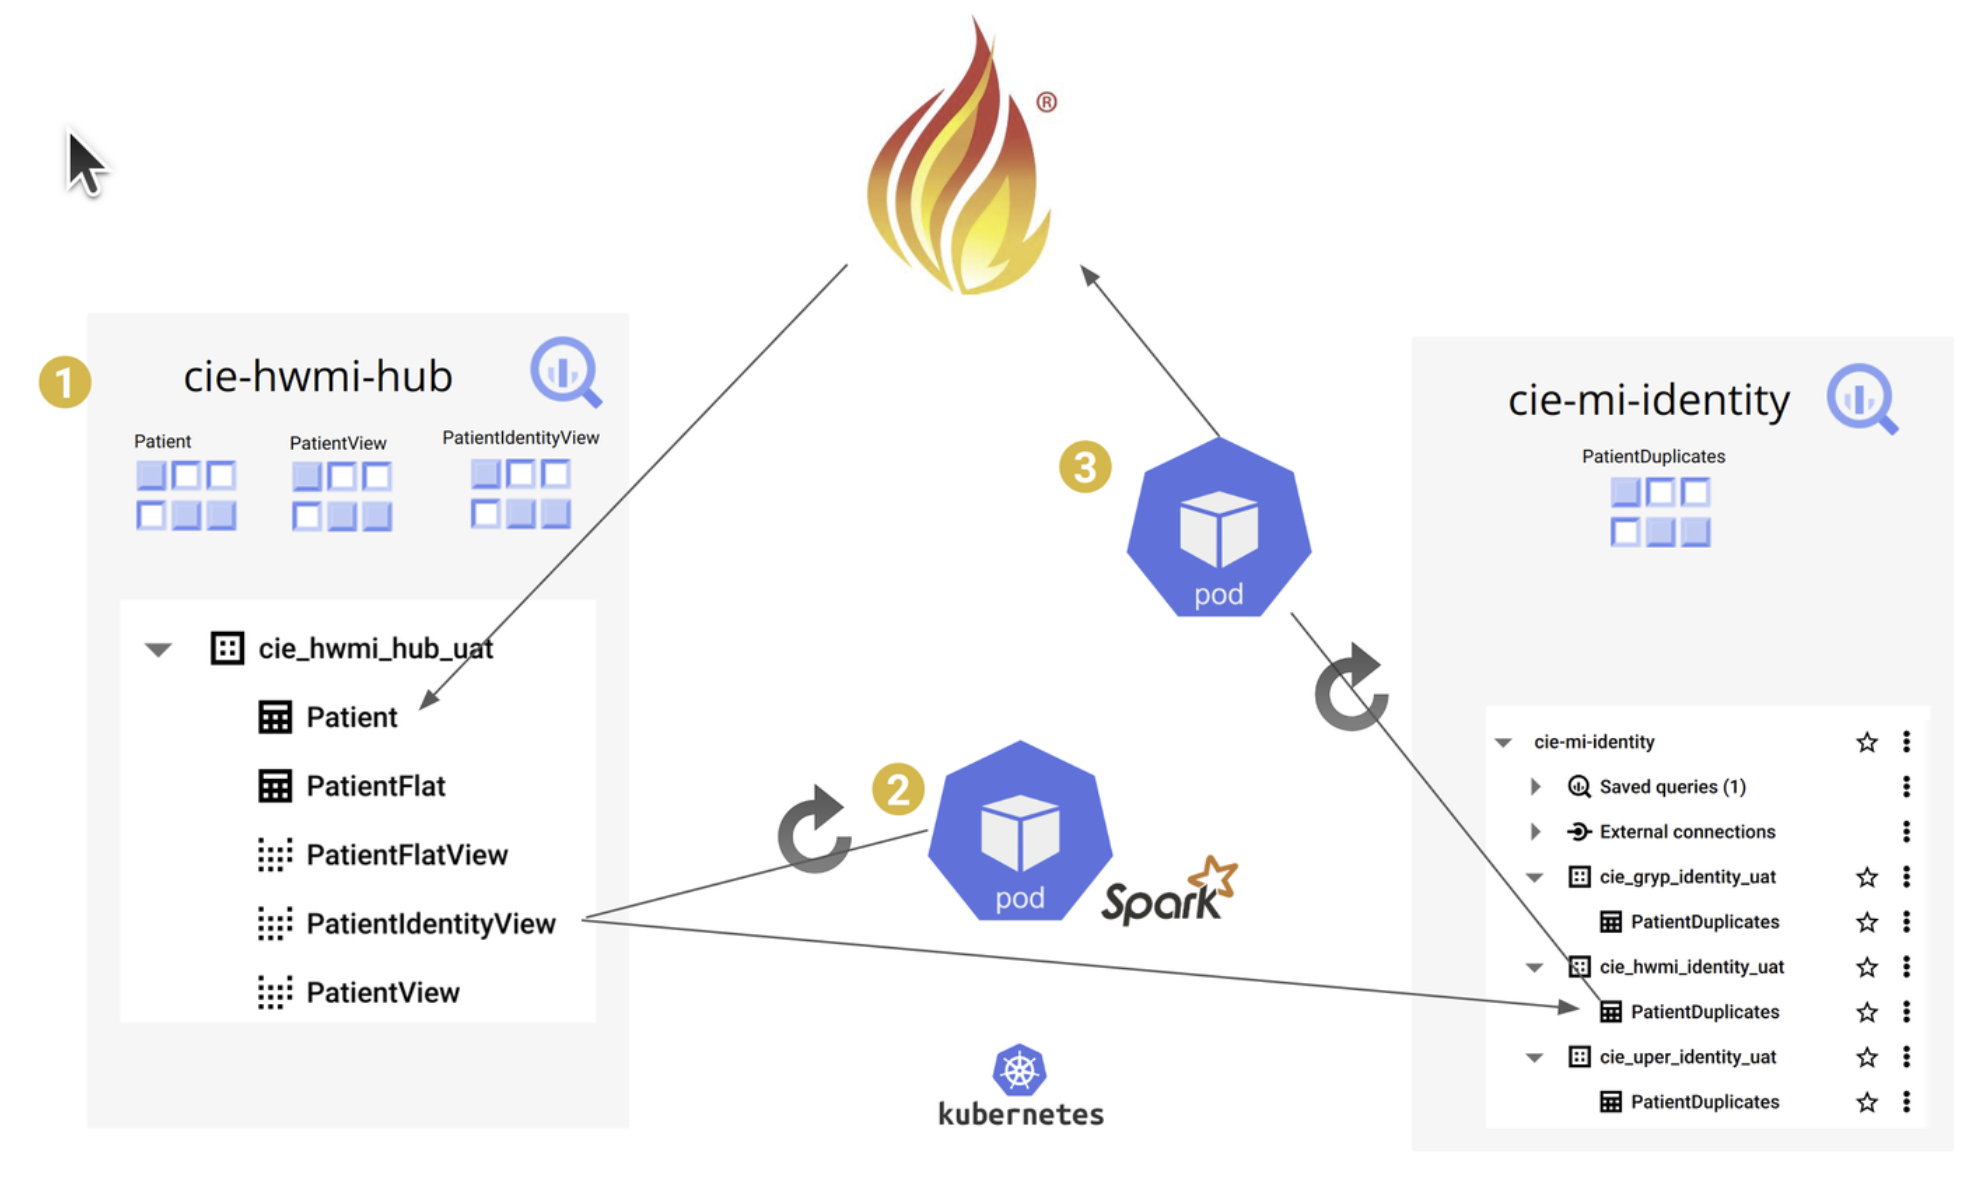 ®
1
cie-hwmi-hub
Patient
PatientView
PatientIdentityView
cie_hwmi_hub_uat
Patient
PatientFlat
PatientFlatView
PatientIdentityView
PatientView
2
pod
Spark
kubernetes
3
pod
cie-mi-identity
PatientDuplicates
cie-mi-identity
Saved queries (1)
External connections
cie_gryp_identity_uat
PatientDuplicates
cie_hwmi_identity_uat
PatientDuplicates
cie_uper_identity_uat
PatientDuplicates